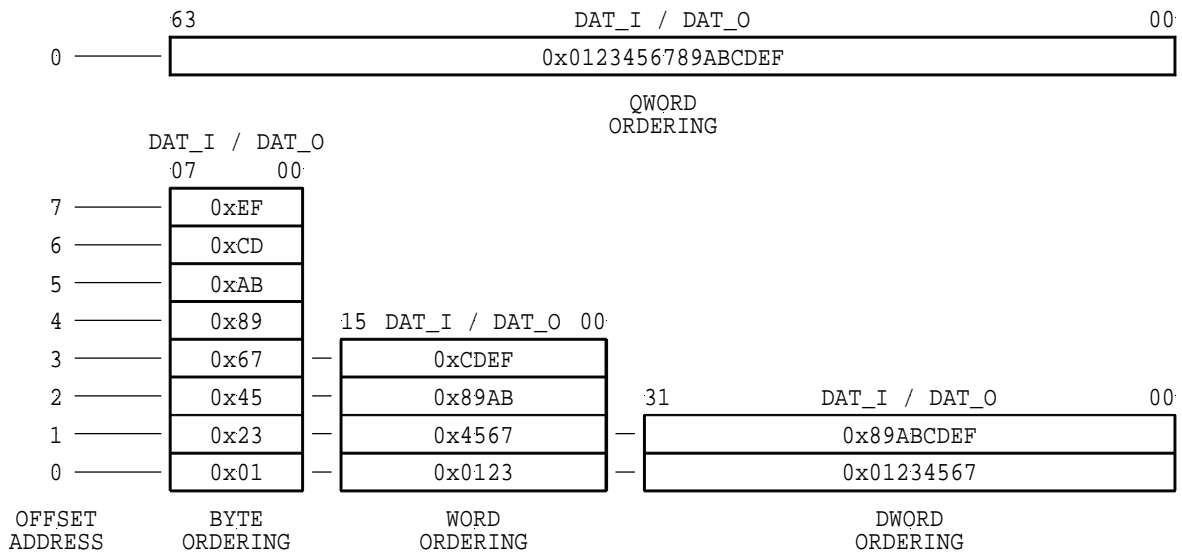 63 DAT_I / DAT_O 00
0 0x0123456789ABCDEF
QWORD
ORDERING
DAT_I / DAT_O
07 00
7 0xEF
6 0xCD
5 0xAB
4 0x89 15 DAT_I / DAT_O 00
3 0x67 0xCDEF
2 0x45 0x89AB 31 DAT_I / DAT_O 00
1 0x23 0x4567 0x89ABCDEF
0 0x01 0x0123 0x01234567
OFFSET BYTE WORD DWORD
ADDRESS ORDERING ORDERING ORDERING